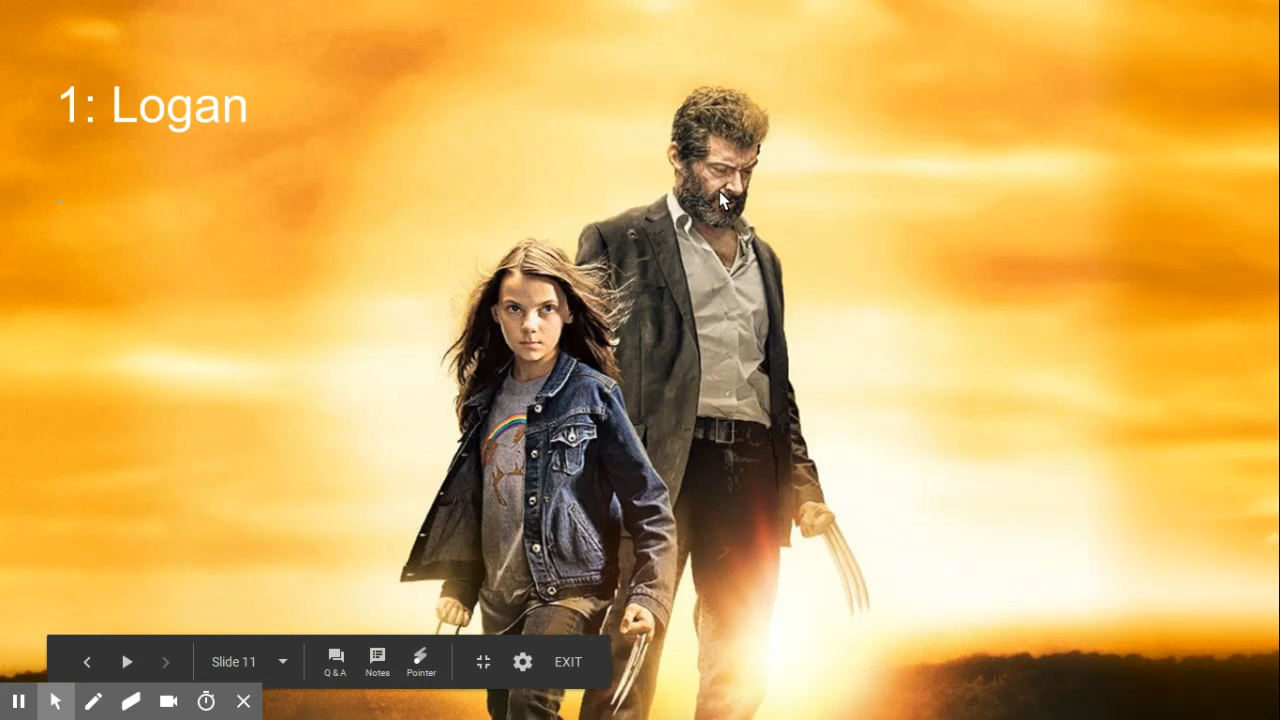 1: Logan
Slide 11
Q & A
Notes
Pointer
EXIT